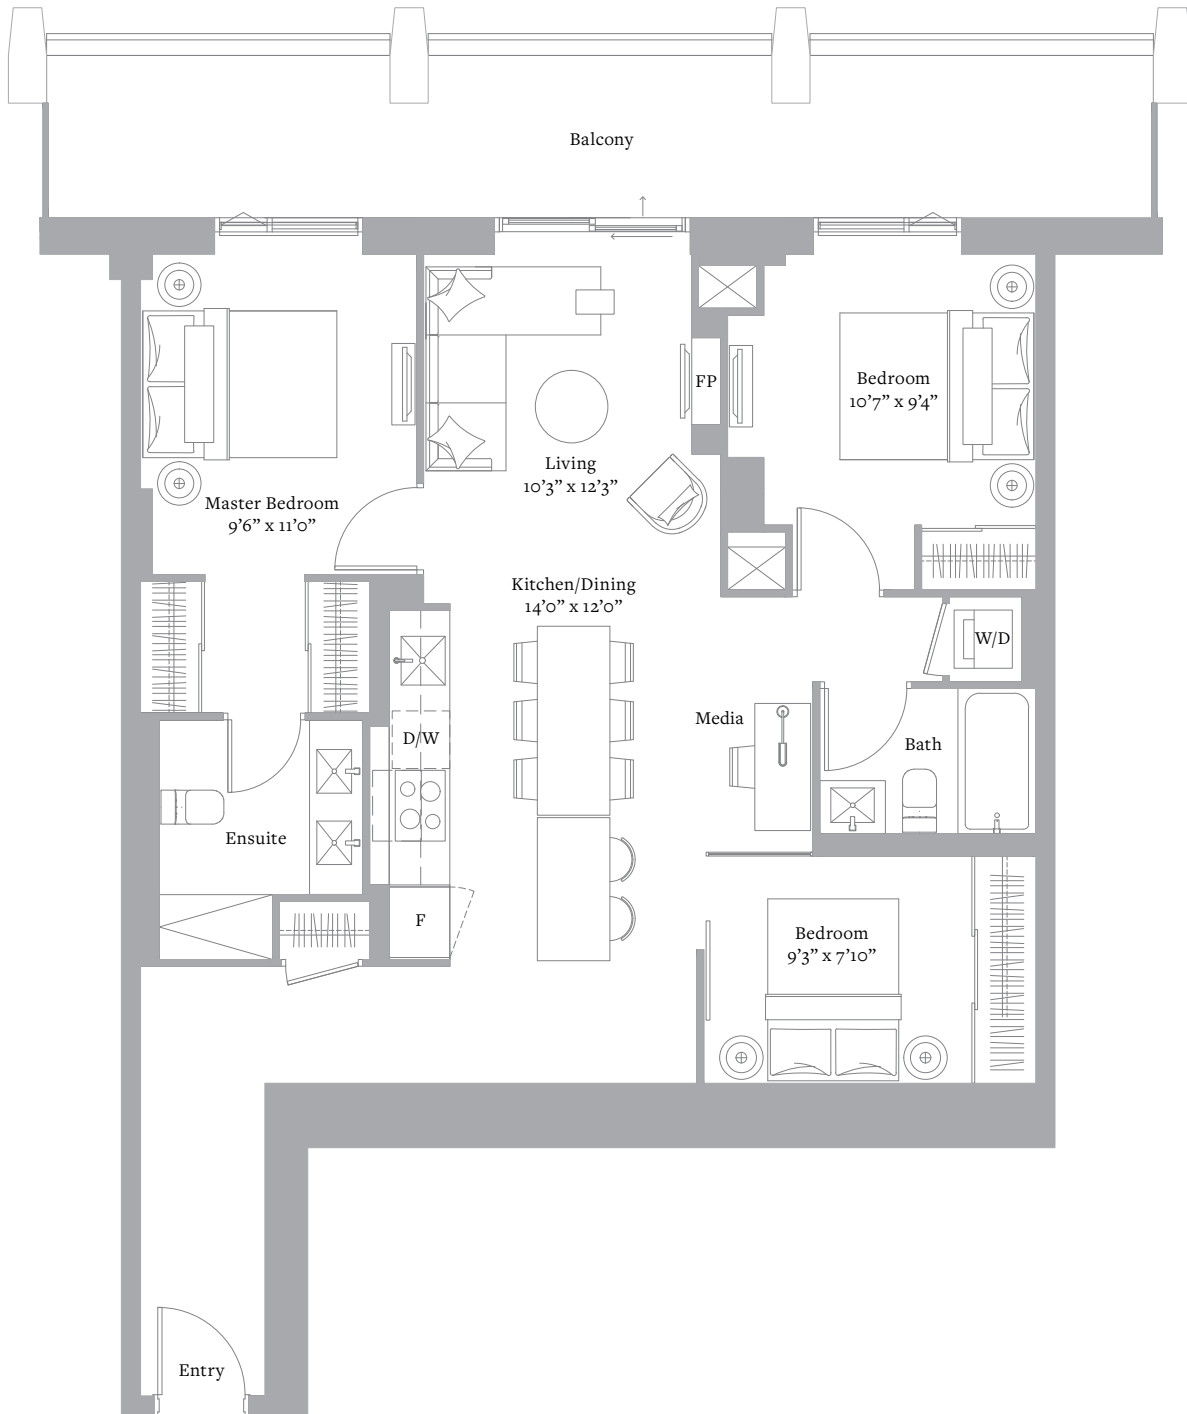 Balcony
FP
Bedroom
10’7” x 9’4”
Living
10’3” x 12’3”
Master Bedroom
9’6” x 11’0”
Kitchen/Dining
14’0” x 12’0”
W/D
Media
D/W
Bath
Ensuite
F
Bedroom
9’3” x 7’10”
Entry